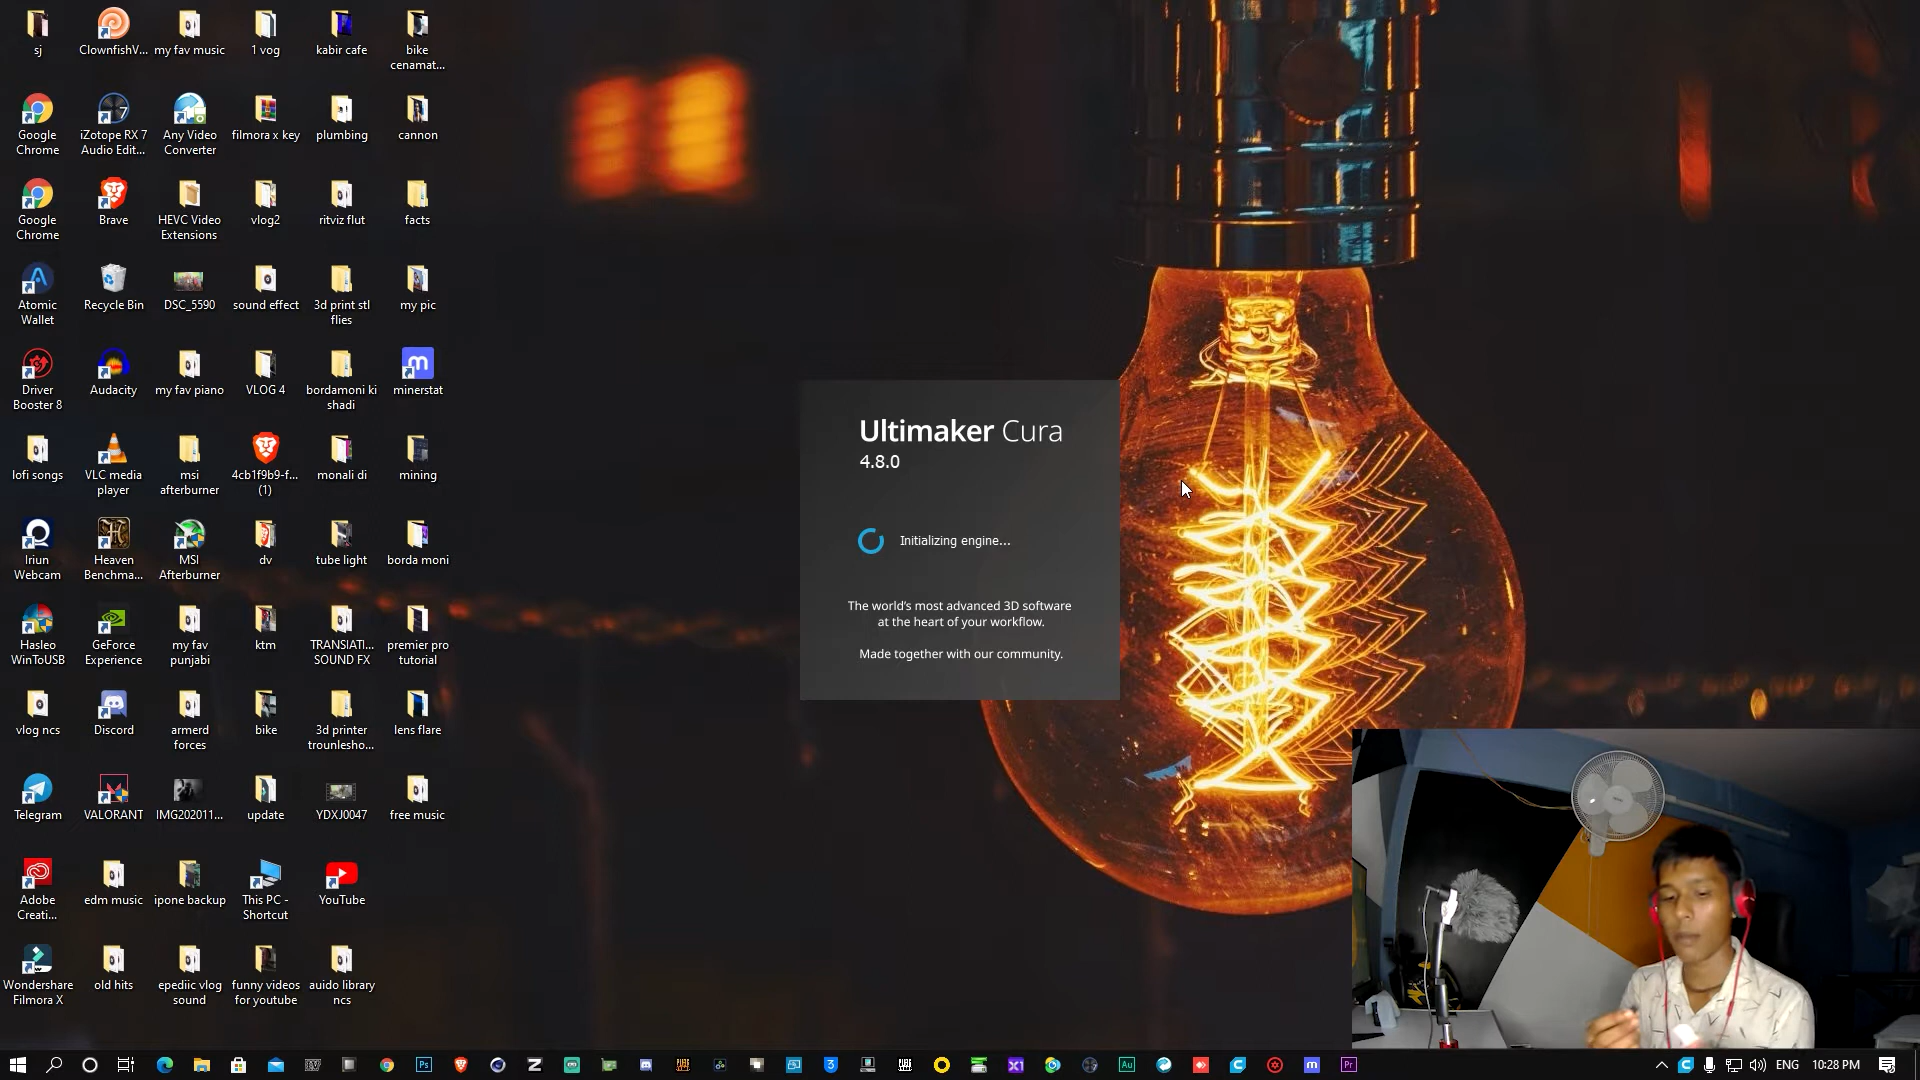 sj
ClownfishV...
my fav music
1 vog
kabir cafe
bike
cenamat...
Google
Chrome
iZotope RX 7
Audio Edit...
Any Video
Converter
filmora x key
plumbing
cannon
Google
Chrome
Brave
HEVC Video
Extensions
vlog2
ritviz flut
facts
Atomic
Wallet
Recycle Bin
DSC_5590
sound effect
3d print stl
flies
my pic
Driver
Booster 8
Audacity
my fav piano
VLOG 4
bordamoni ki
shadi
minerstat
lofi songs
VLC media
player
msi
afterburner
4cb1f9b9-f...
(1)
monali di
mining
Iriun
Webcam
Heaven
Benchma...
MSI
Afterburner
dv
tube light
borda moni
Hasleo
WinToUSB
GeForce
Experience
my fav
punjabi
ktm
TRANSIATI...
SOUND FX
premier pro
tutorial
vlog ncs
Discord
armerd
forces
bike
3d printer
trounlesho...
lens flare
Telegram
VALORANT
IMG202011...
update
YDXJ0047
free music
Adobe
Creati...
edm music
ipone backup
This PC -
Shortcut
YouTube
Wondershare
Filmora X
old hits
epediic vlog
sound
funny videos
for youtube
auido library
ncs
Ultimaker Cura
4.8.0
Initializing engine...
The world's most advanced 3D software
at the heart of your workflow.
Made together with our community.
ENG
10:28 PM